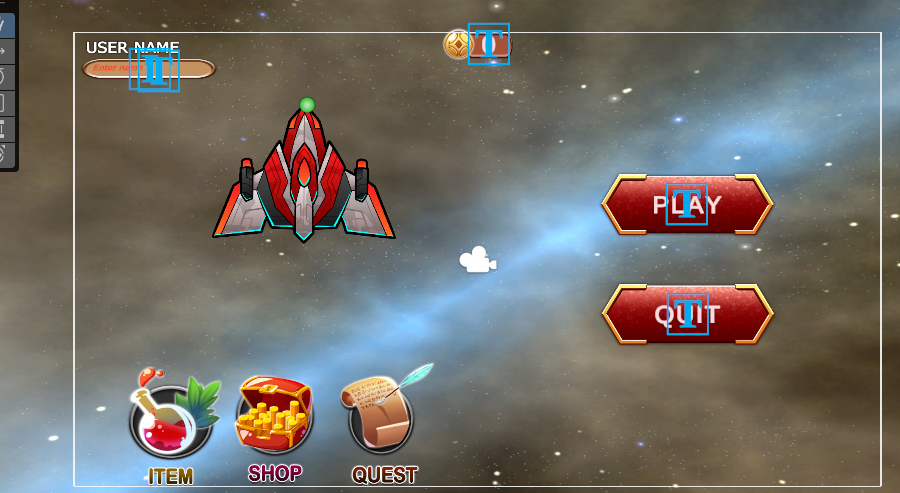 USER NAME
Enter name
PLAY
QUIT
ITEM
SHOP
QUEST